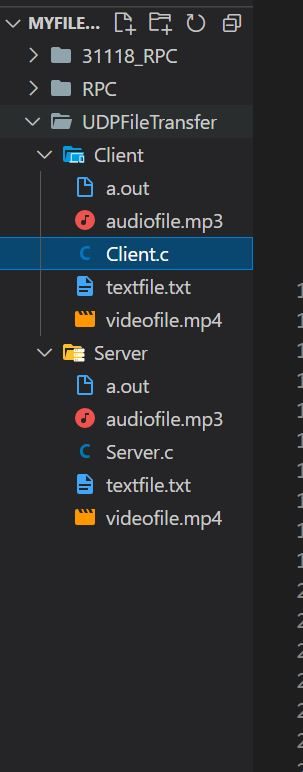 MYFILE...
31118_RPC
RPC
UDPFileTransfer
Client
a.out
audiofile.mp3
C Client.c
textfile.txt
videofile.mp4
Server
a.out
audiofile.mp3
C Server.c
textfile.txt
videofile.mp4